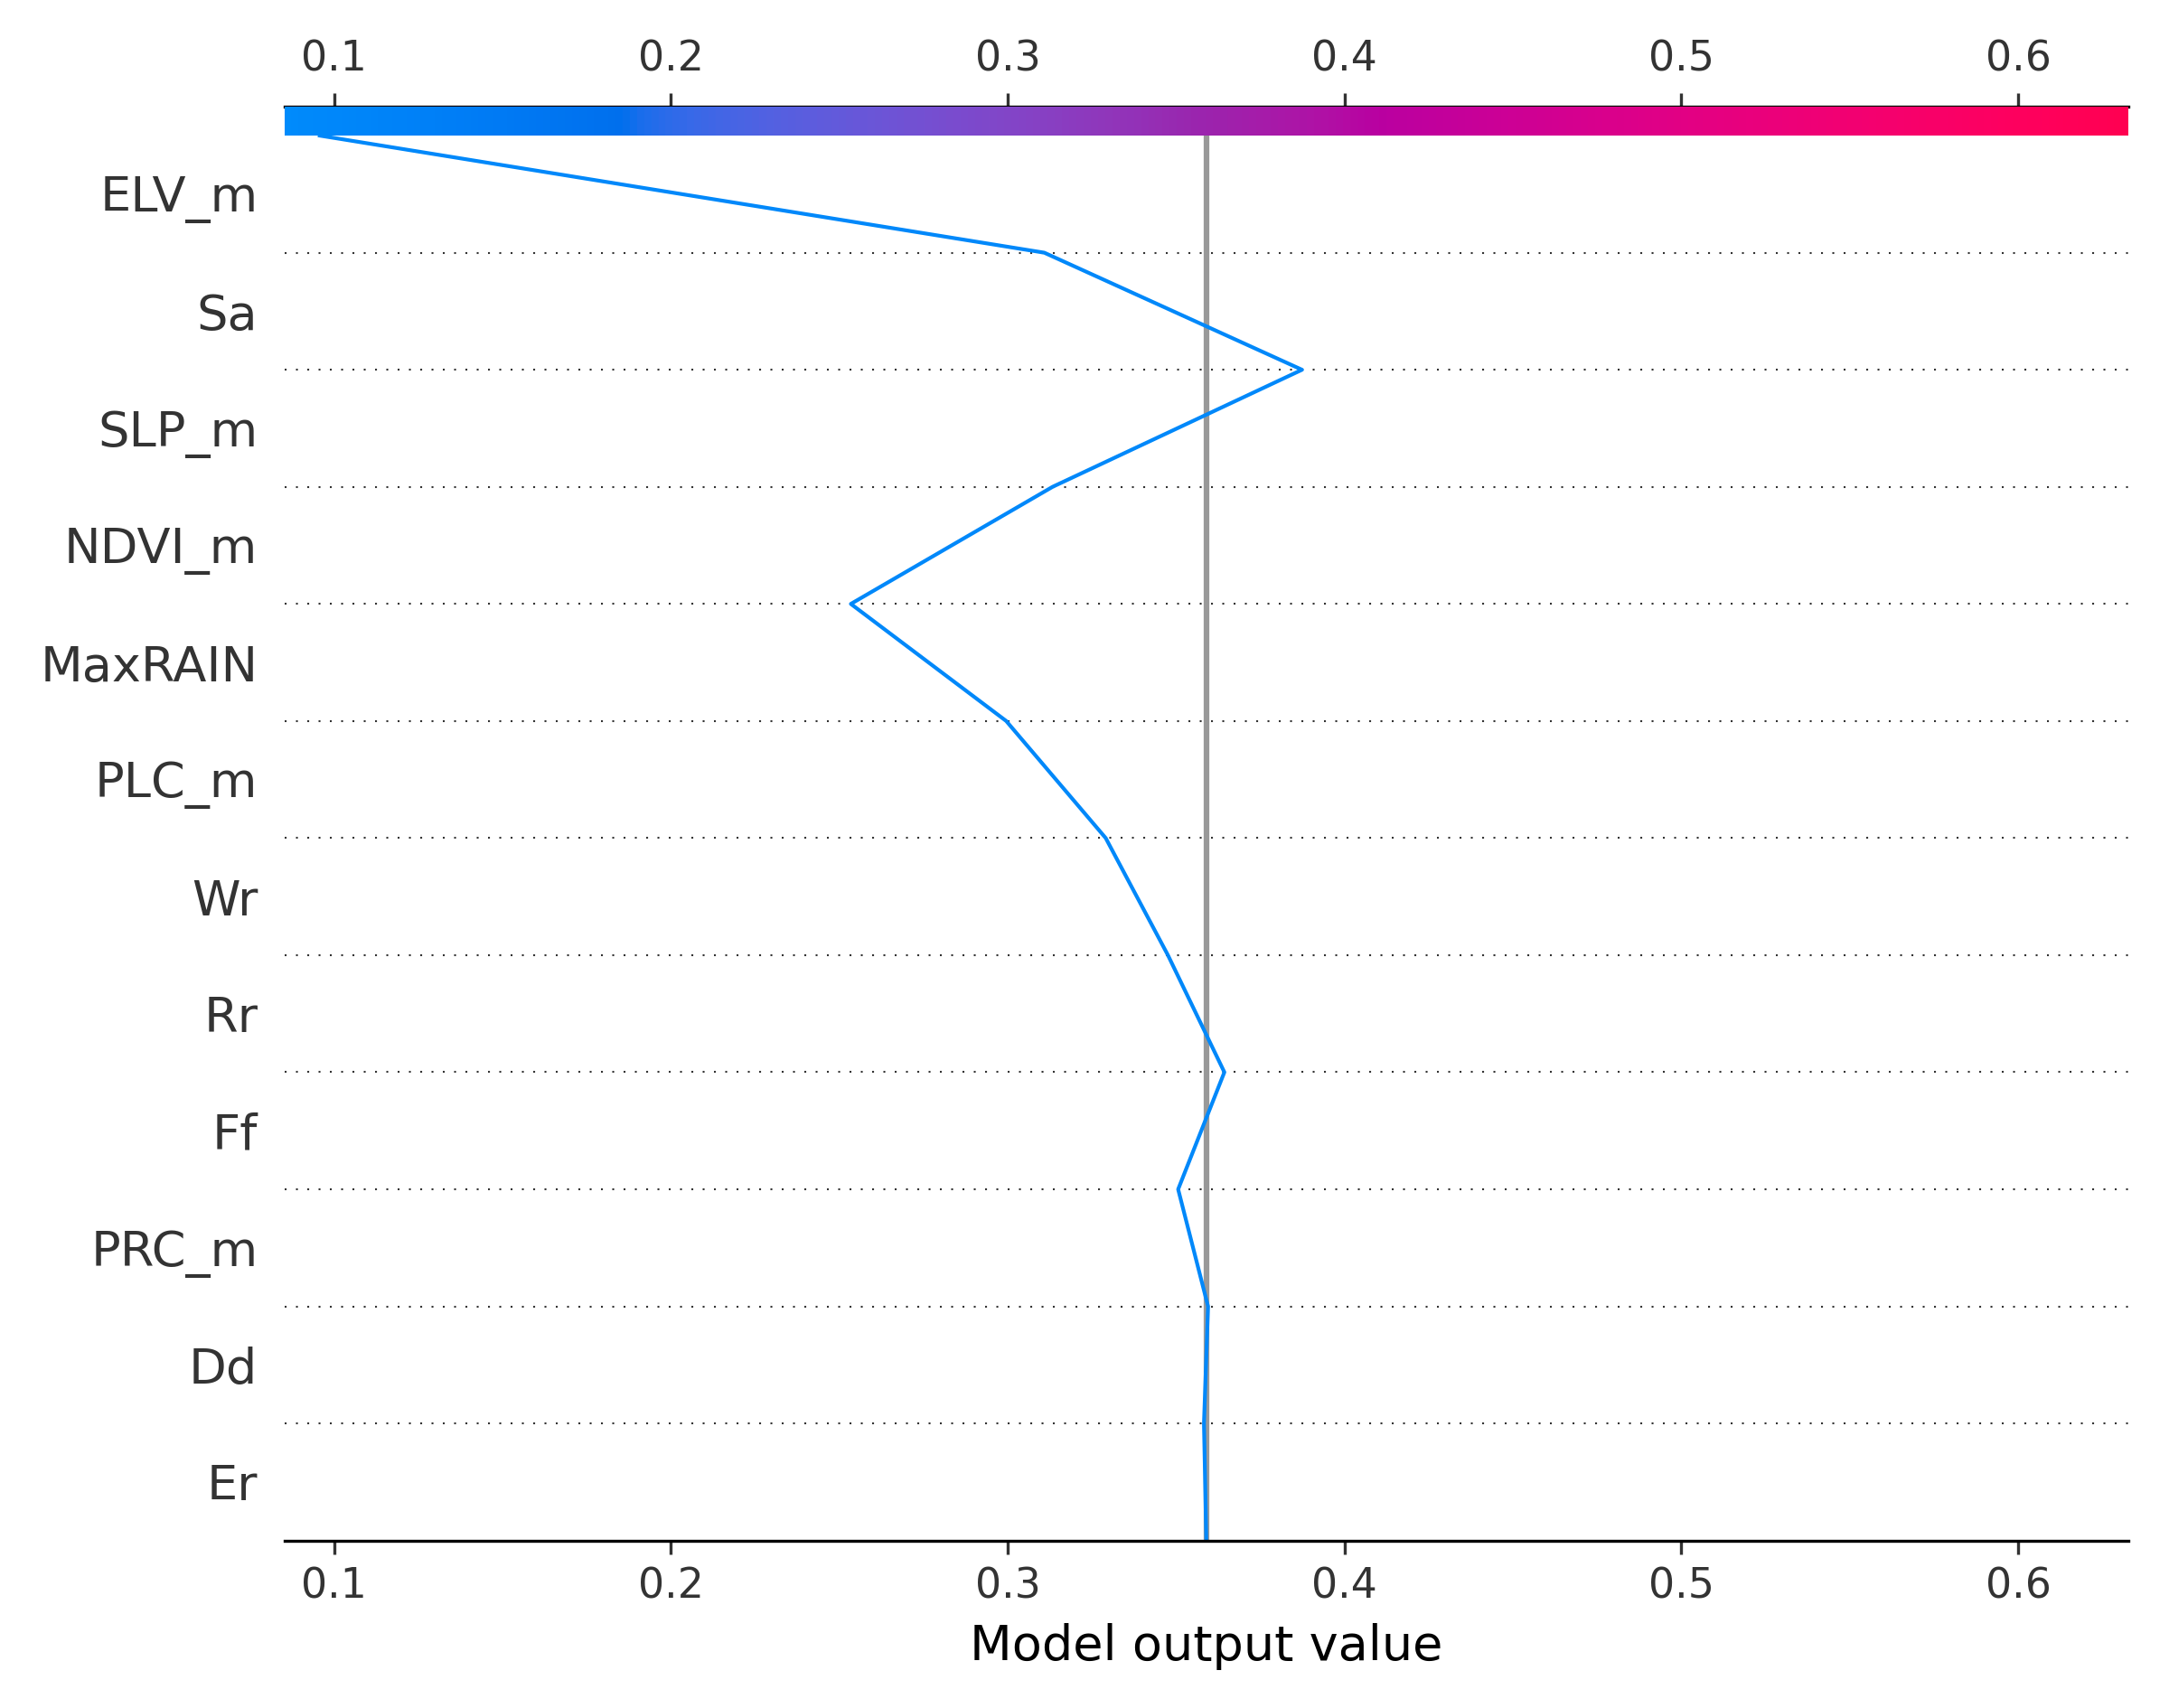 0.1 0.2 0.3 0.4 0.5 0.6
ELV_m
Sa
SLP_m
NDVI_m
MaxRAIN
PLC_m
Wr
Rr
Ff
PRC_m
Dd
Er
0.1 0.2 0.3 0.4 0.5 0.6
Model output value